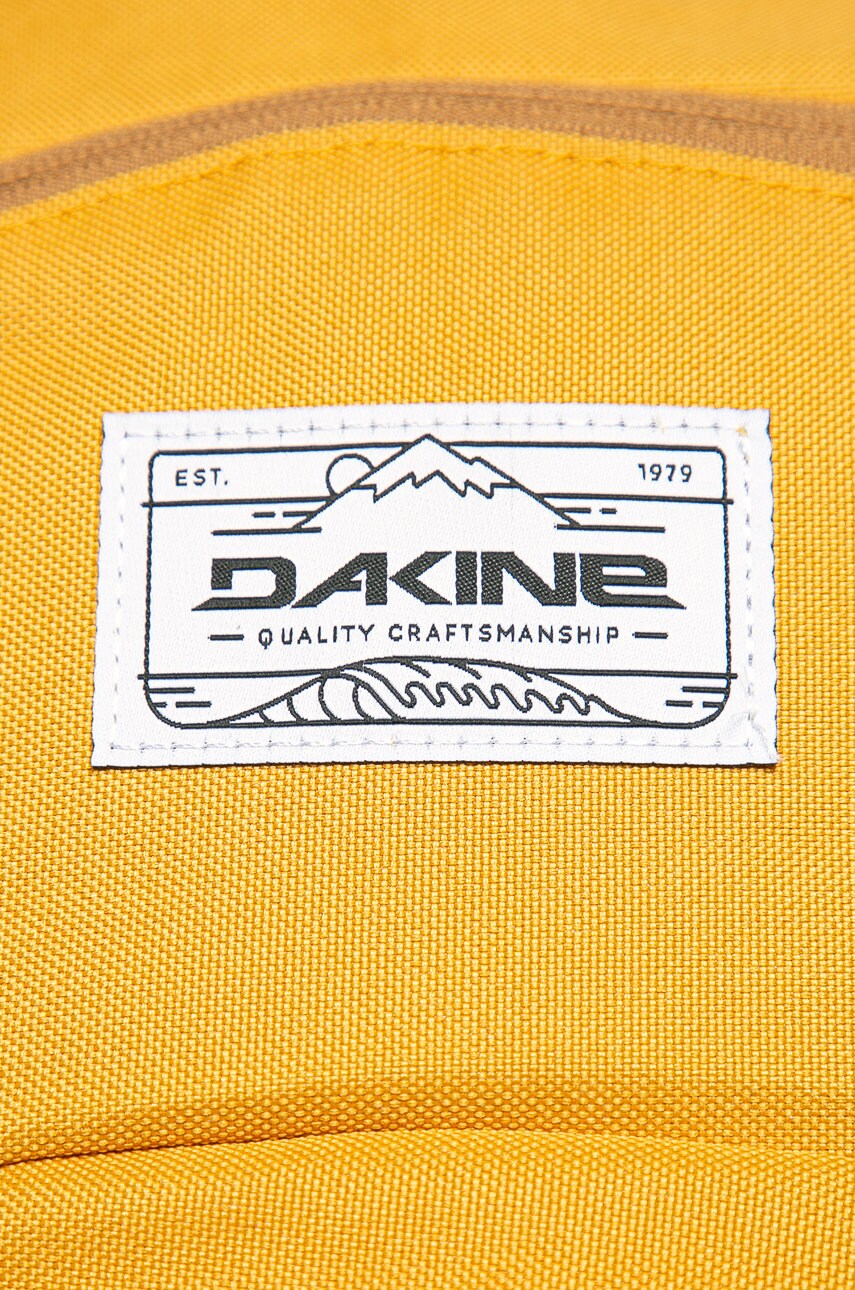 EST. 1979
DAKINE
— QUALITY CRAFTSMANSHIP —